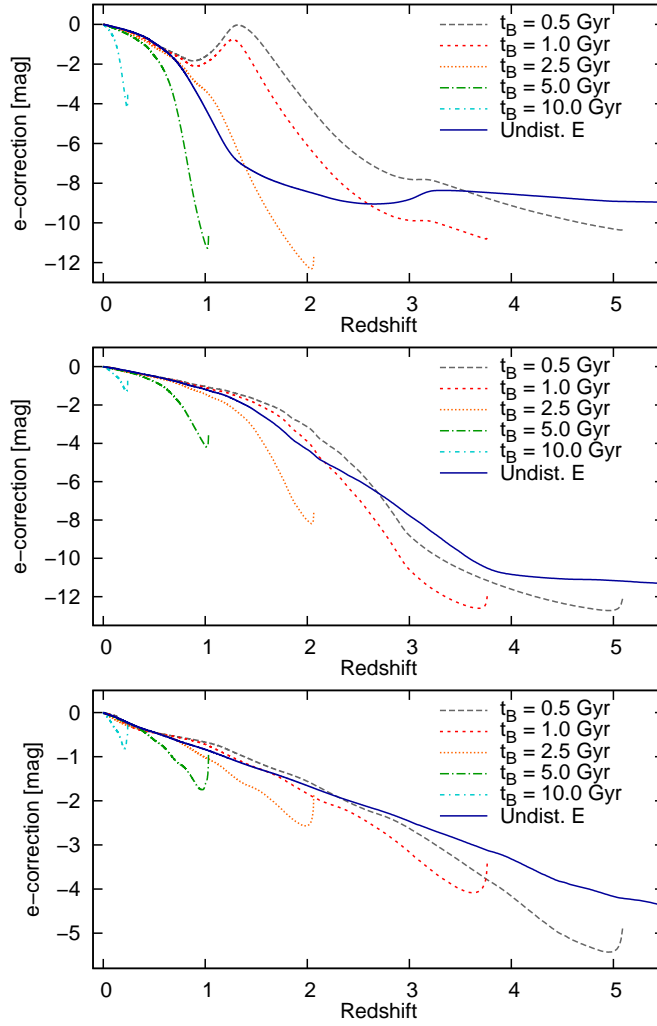 e−correction [mag]
0
−2
−4
−6
−8
−10
−12
t_B = 0.5 Gyr
t_B = 1.0 Gyr
t_B = 2.5 Gyr
t_B = 5.0 Gyr
t_B = 10.0 Gyr
Undist. E
0 1 2 3 4 5
Redshift
e−correction [mag]
0
−2
−4
−6
−8
−10
−12
t_B = 0.5 Gyr
t_B = 1.0 Gyr
t_B = 2.5 Gyr
t_B = 5.0 Gyr
t_B = 10.0 Gyr
Undist. E
0 1 2 3 4 5
Redshift
e−correction [mag]
0
−1
−2
−3
−4
−5
t_B = 0.5 Gyr
t_B = 1.0 Gyr
t_B = 2.5 Gyr
t_B = 5.0 Gyr
t_B = 10.0 Gyr
Undist. E
0 1 2 3 4 5
Redshift